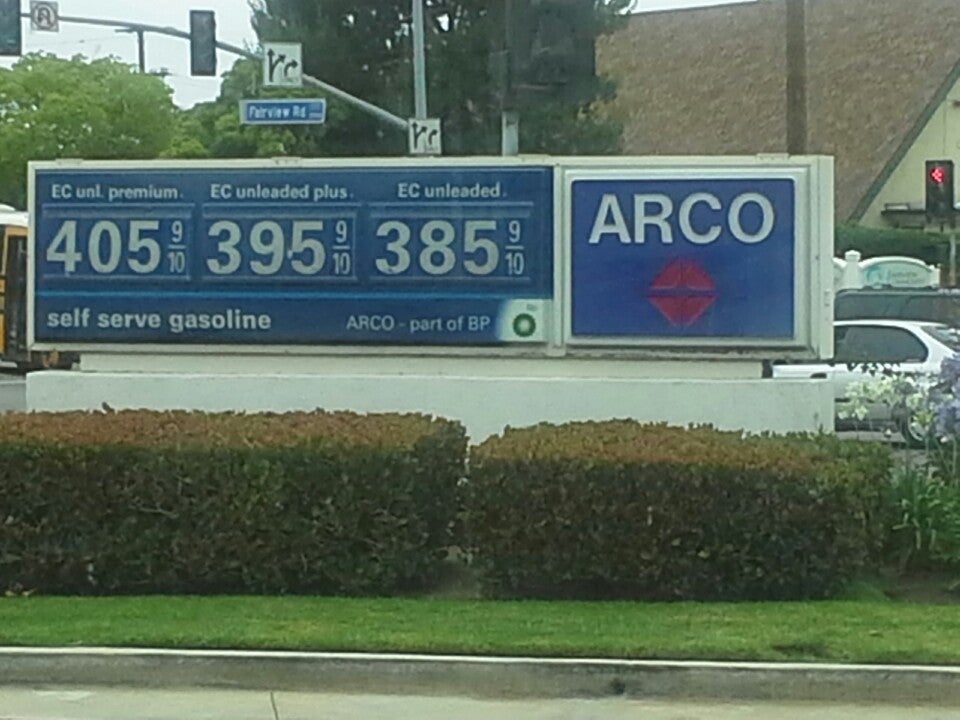 Fairview Rd
EC unl. premium. EC unleaded plus. EC unleaded.
405 9/10 395 9/10 385 9/10
ARCO
self serve gasoline ARCO - part of BP